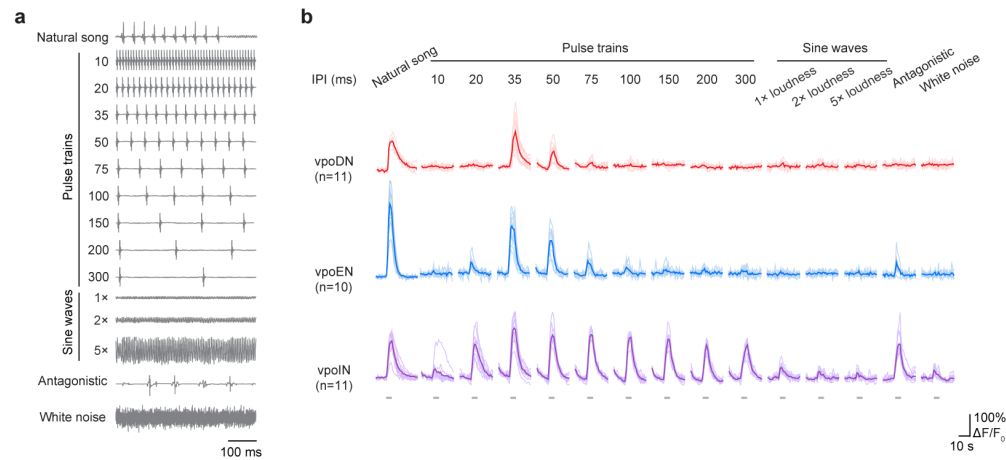 a
Natural song
Pulse trains
10
20
35
50
75
100
150
200
300
Sine waves
1×
2×
5×
Antagonistic
White noise
100 ms
b
Natural song
Pulse trains
Sine waves
IPI (ms)
10 20 35 50 75 100 150 200 300
1× loudness
2× loudness
5× loudness
Antagonistic
White noise
vpoDN
(n=11)
vpoEN
(n=10)
vpoIN
(n=11)
100%
ΔF/F0
10 s